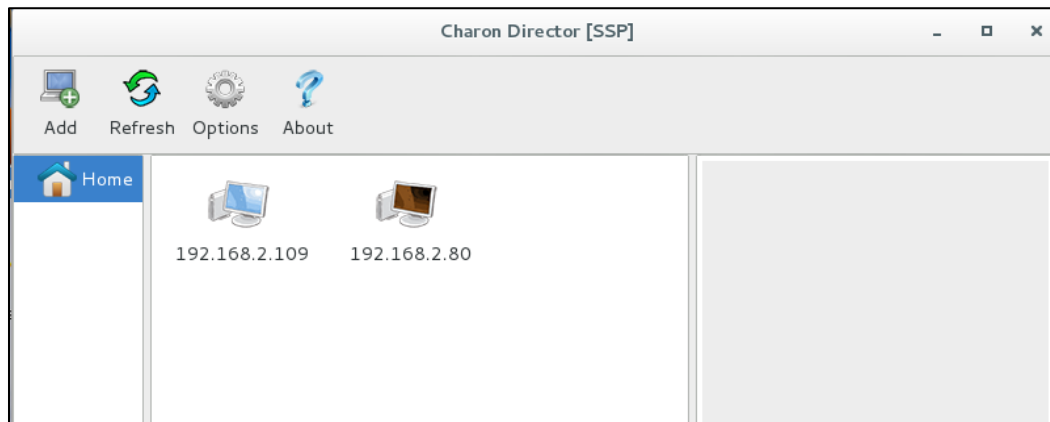 Charon Director [SSP]
Add Refresh Options About
Home
192.168.2.109 192.168.2.80